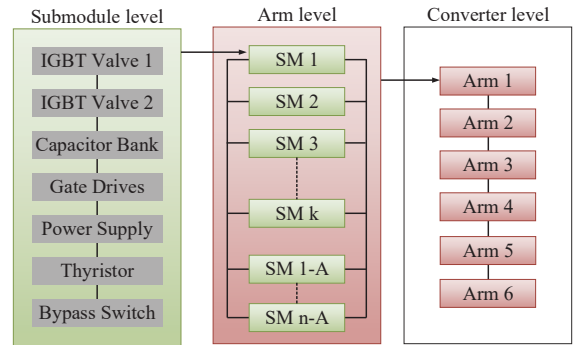 Submodule level
IGBT Valve 1
IGBT Valve 2
Capacitor Bank
Gate Drives
Power Supply
Thyristor
Bypass Switch
Arm level
SM 1
SM 2
SM 3
SM k
SM 1-A
SM n-A
Converter level
Arm 1
Arm 2
Arm 3
Arm 4
Arm 5
Arm 6